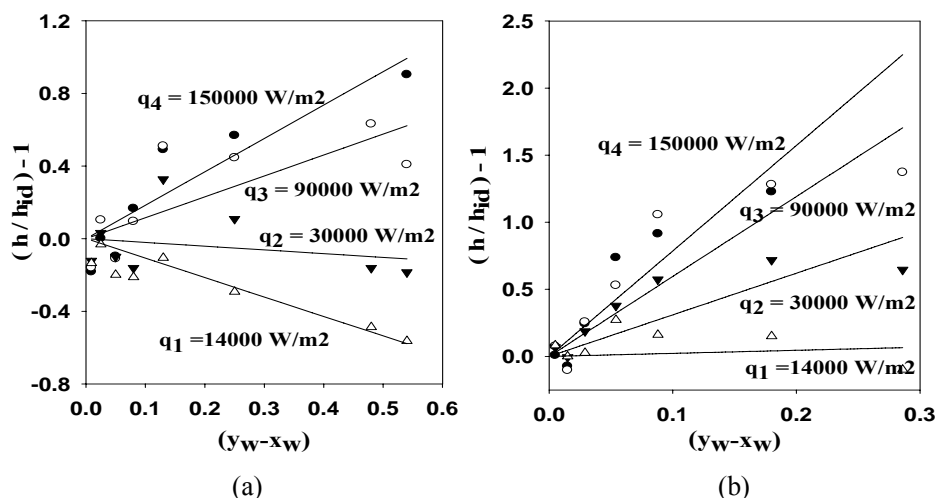 1.2
0.8
0.4
0.0
-0.4
-0.8
(h / hid) - 1
q4 = 150000 W/m2
q3 = 90000 W/m2
q2 = 30000 W/m2
q1 =14000 W/m2
0.0 0.1 0.2 0.3 0.4 0.5 0.6
(yw-xw)
(a)
2.5
2.0
1.5
1.0
0.5
0.0
(h / hid) - 1
q4 = 150000 W/m2
q3 = 90000 W/m2
q2 = 30000 W/m2
q1 =14000 W/m2
0.0 0.1 0.2 0.3
(yw-xw)
(b)